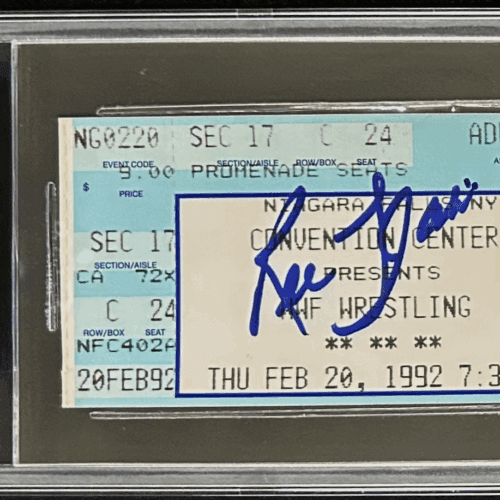 NG0220 SEC 17 C 24 AD
EVENT CODE SECTION/AISLE ROW/BOX SEAT A
$ 9.00 PROMENADE SEATS
PRICE
NIAGARA FALLS NY
SEC 17 CONVENTION CENTER
SECTION/AISLE
CA 72X PRESENTS
C 24 WWF WRESTLING
ROW/BOX SEAT
NFC402A ** ** **
20FEB92 THU FEB 20, 1992 7:3